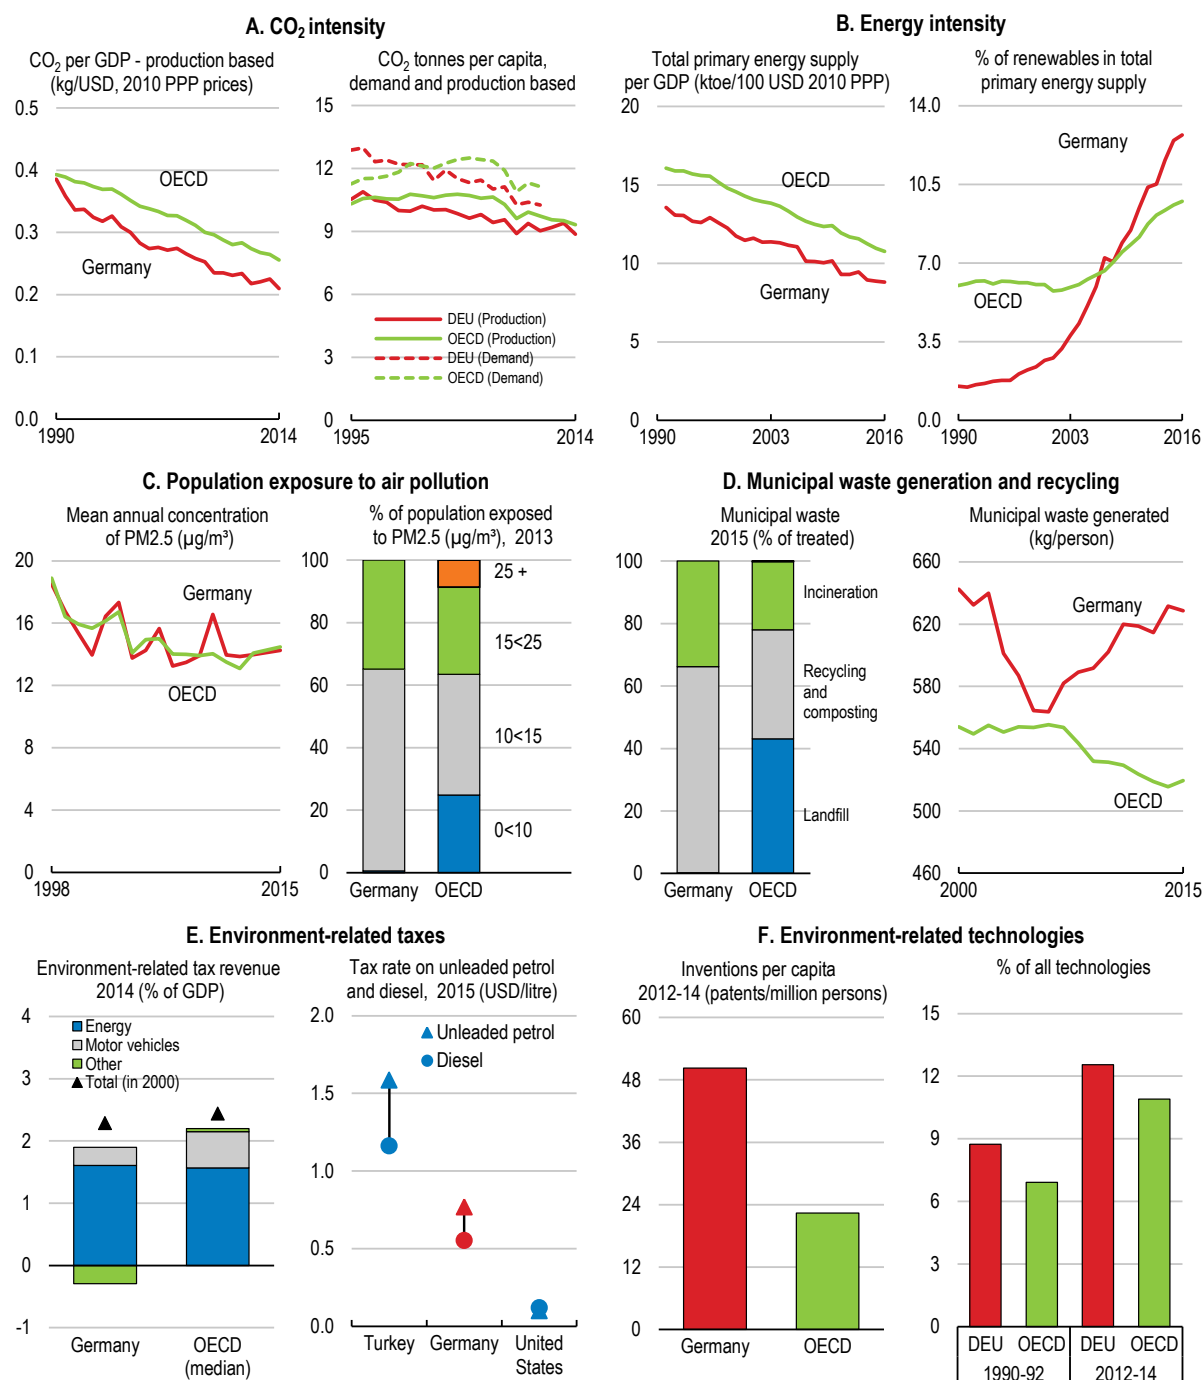 A. CO2 intensity
CO2 per GDP - production based
(kg/USD, 2010 PPP prices)
0.5
0.4
0.3
0.2
0.1
0.0
OECD
Germany
1990
2014
CO2 tonnes per capita,
demand and production based
15
12
9
6
3
0
DEU (Production)
OECD (Production)
DEU (Demand)
OECD (Demand)
1995
2014
B. Energy intensity
Total primary energy supply
per GDP (ktoe/100 USD 2010 PPP)
20
15
10
5
0
OECD
Germany
1990
2003
2016
% of renewables in total
primary energy supply
14.0
10.5
7.0
3.5
0.0
Germany
OECD
1990
2003
2016
C. Population exposure to air pollution
Mean annual concentration
of PM2.5 (µg/m³)
20
16
12
8
4
0
Germany
OECD
1998
2015
% of population exposed
to PM2.5 (µg/m³), 2013
100
80
60
40
20
0
25 +
15<25
10<15
0<10
Germany
OECD
D. Municipal waste generation and recycling
Municipal waste
2015 (% of treated)
100
80
60
40
20
0
Incineration
Recycling
and
composting
Landfill
Germany
OECD
Municipal waste generated
(kg/person)
660
620
580
540
500
460
Germany
OECD
2000
2015
E. Environment-related taxes
Environment-related tax revenue
2014 (% of GDP)
4
3
2
1
0
-1
Energy
Motor vehicles
Other
Total (in 2000)
Germany
OECD
(median)
Tax rate on unleaded petrol
and diesel, 2015 (USD/litre)
2.0
1.5
1.0
0.5
0.0
Unleaded petrol
Diesel
Turkey
Germany
United
States
F. Environment-related technologies
Inventions per capita
2012-14 (patents/million persons)
60
48
36
24
12
0
Germany
OECD
% of all technologies
15
12
9
6
3
0
DEU
OECD
DEU
OECD
1990-92
2012-14